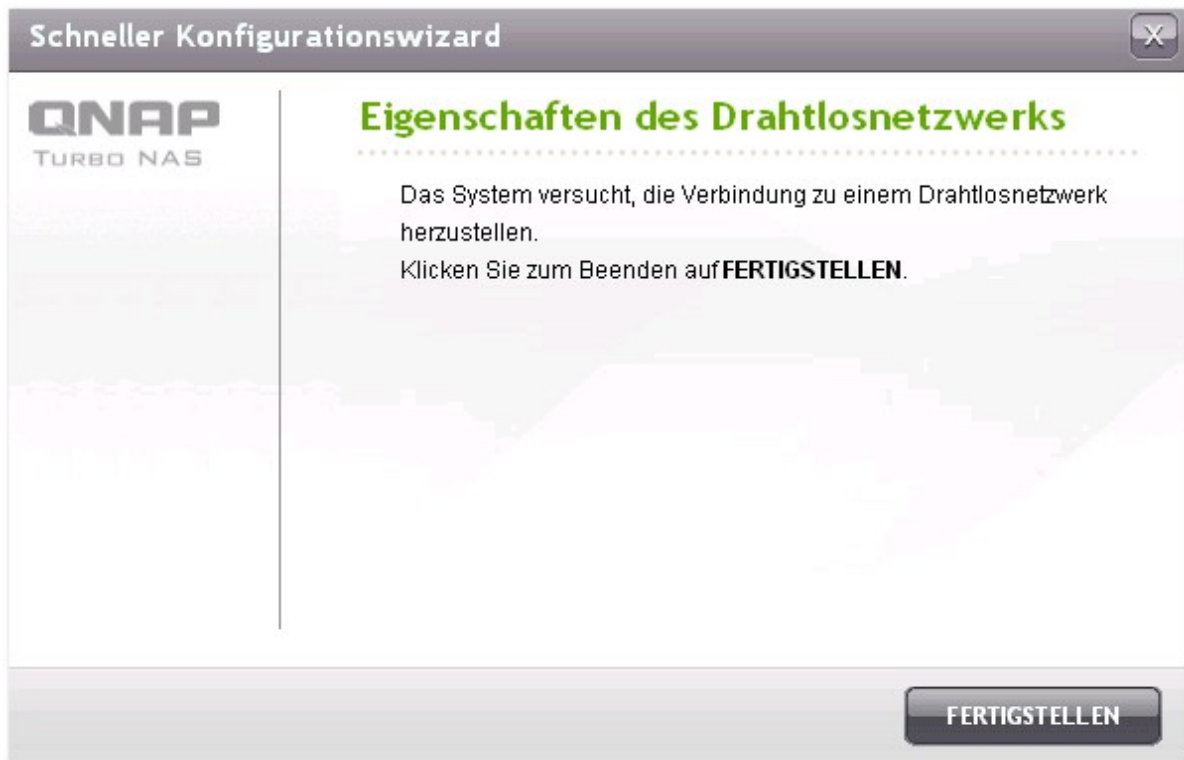 Schneller Konfigurationswizard
X
QNAP
TURBO NAS
Eigenschaften des Drahtlosnetzwerks
Das System versucht, die Verbindung zu einem Drahtlosnetzwerk
herzustellen.
Klicken Sie zum Beenden auf FERTIGSTELLEN.
FERTIGSTELLEN